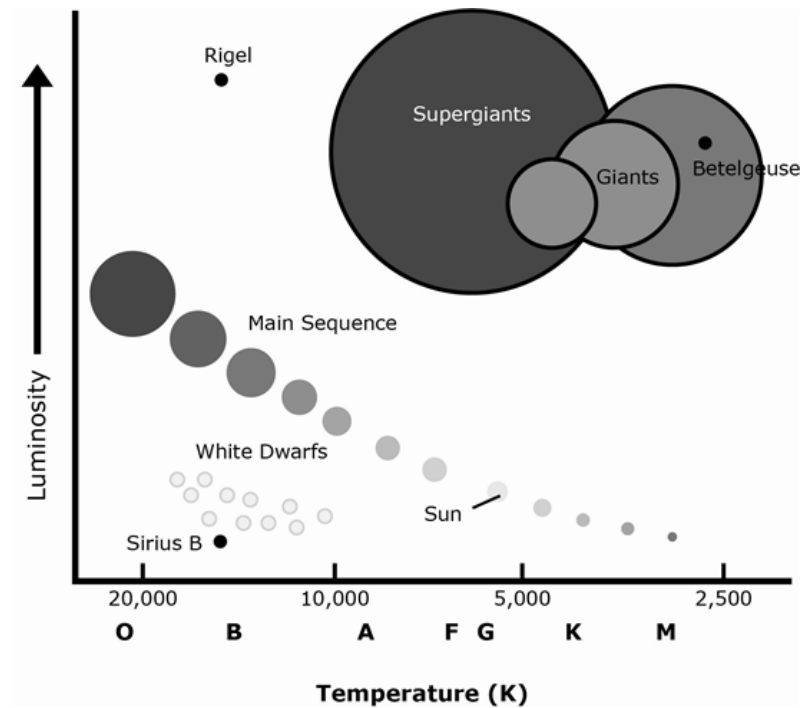 Rigel
Supergiants
Betelgeuse
Giants
Main Sequence
White Dwarfs
Sun
Sirius B
Luminosity
20,000 10,000 5,000 2,500
O B A F G K M
Temperature (K)